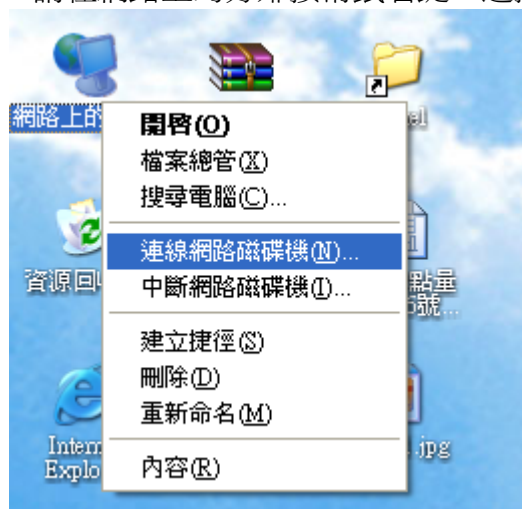 網路上的
開啓(O)
檔案總管(X)
搜尋電腦(C)...
連線網路磁碟機(N)...
中斷網路磁碟機(I)...
建立捷徑(S)
刪除(D)
重新命名(M)
內容(R)
資源回
點量
Intern
Explo
.jpg